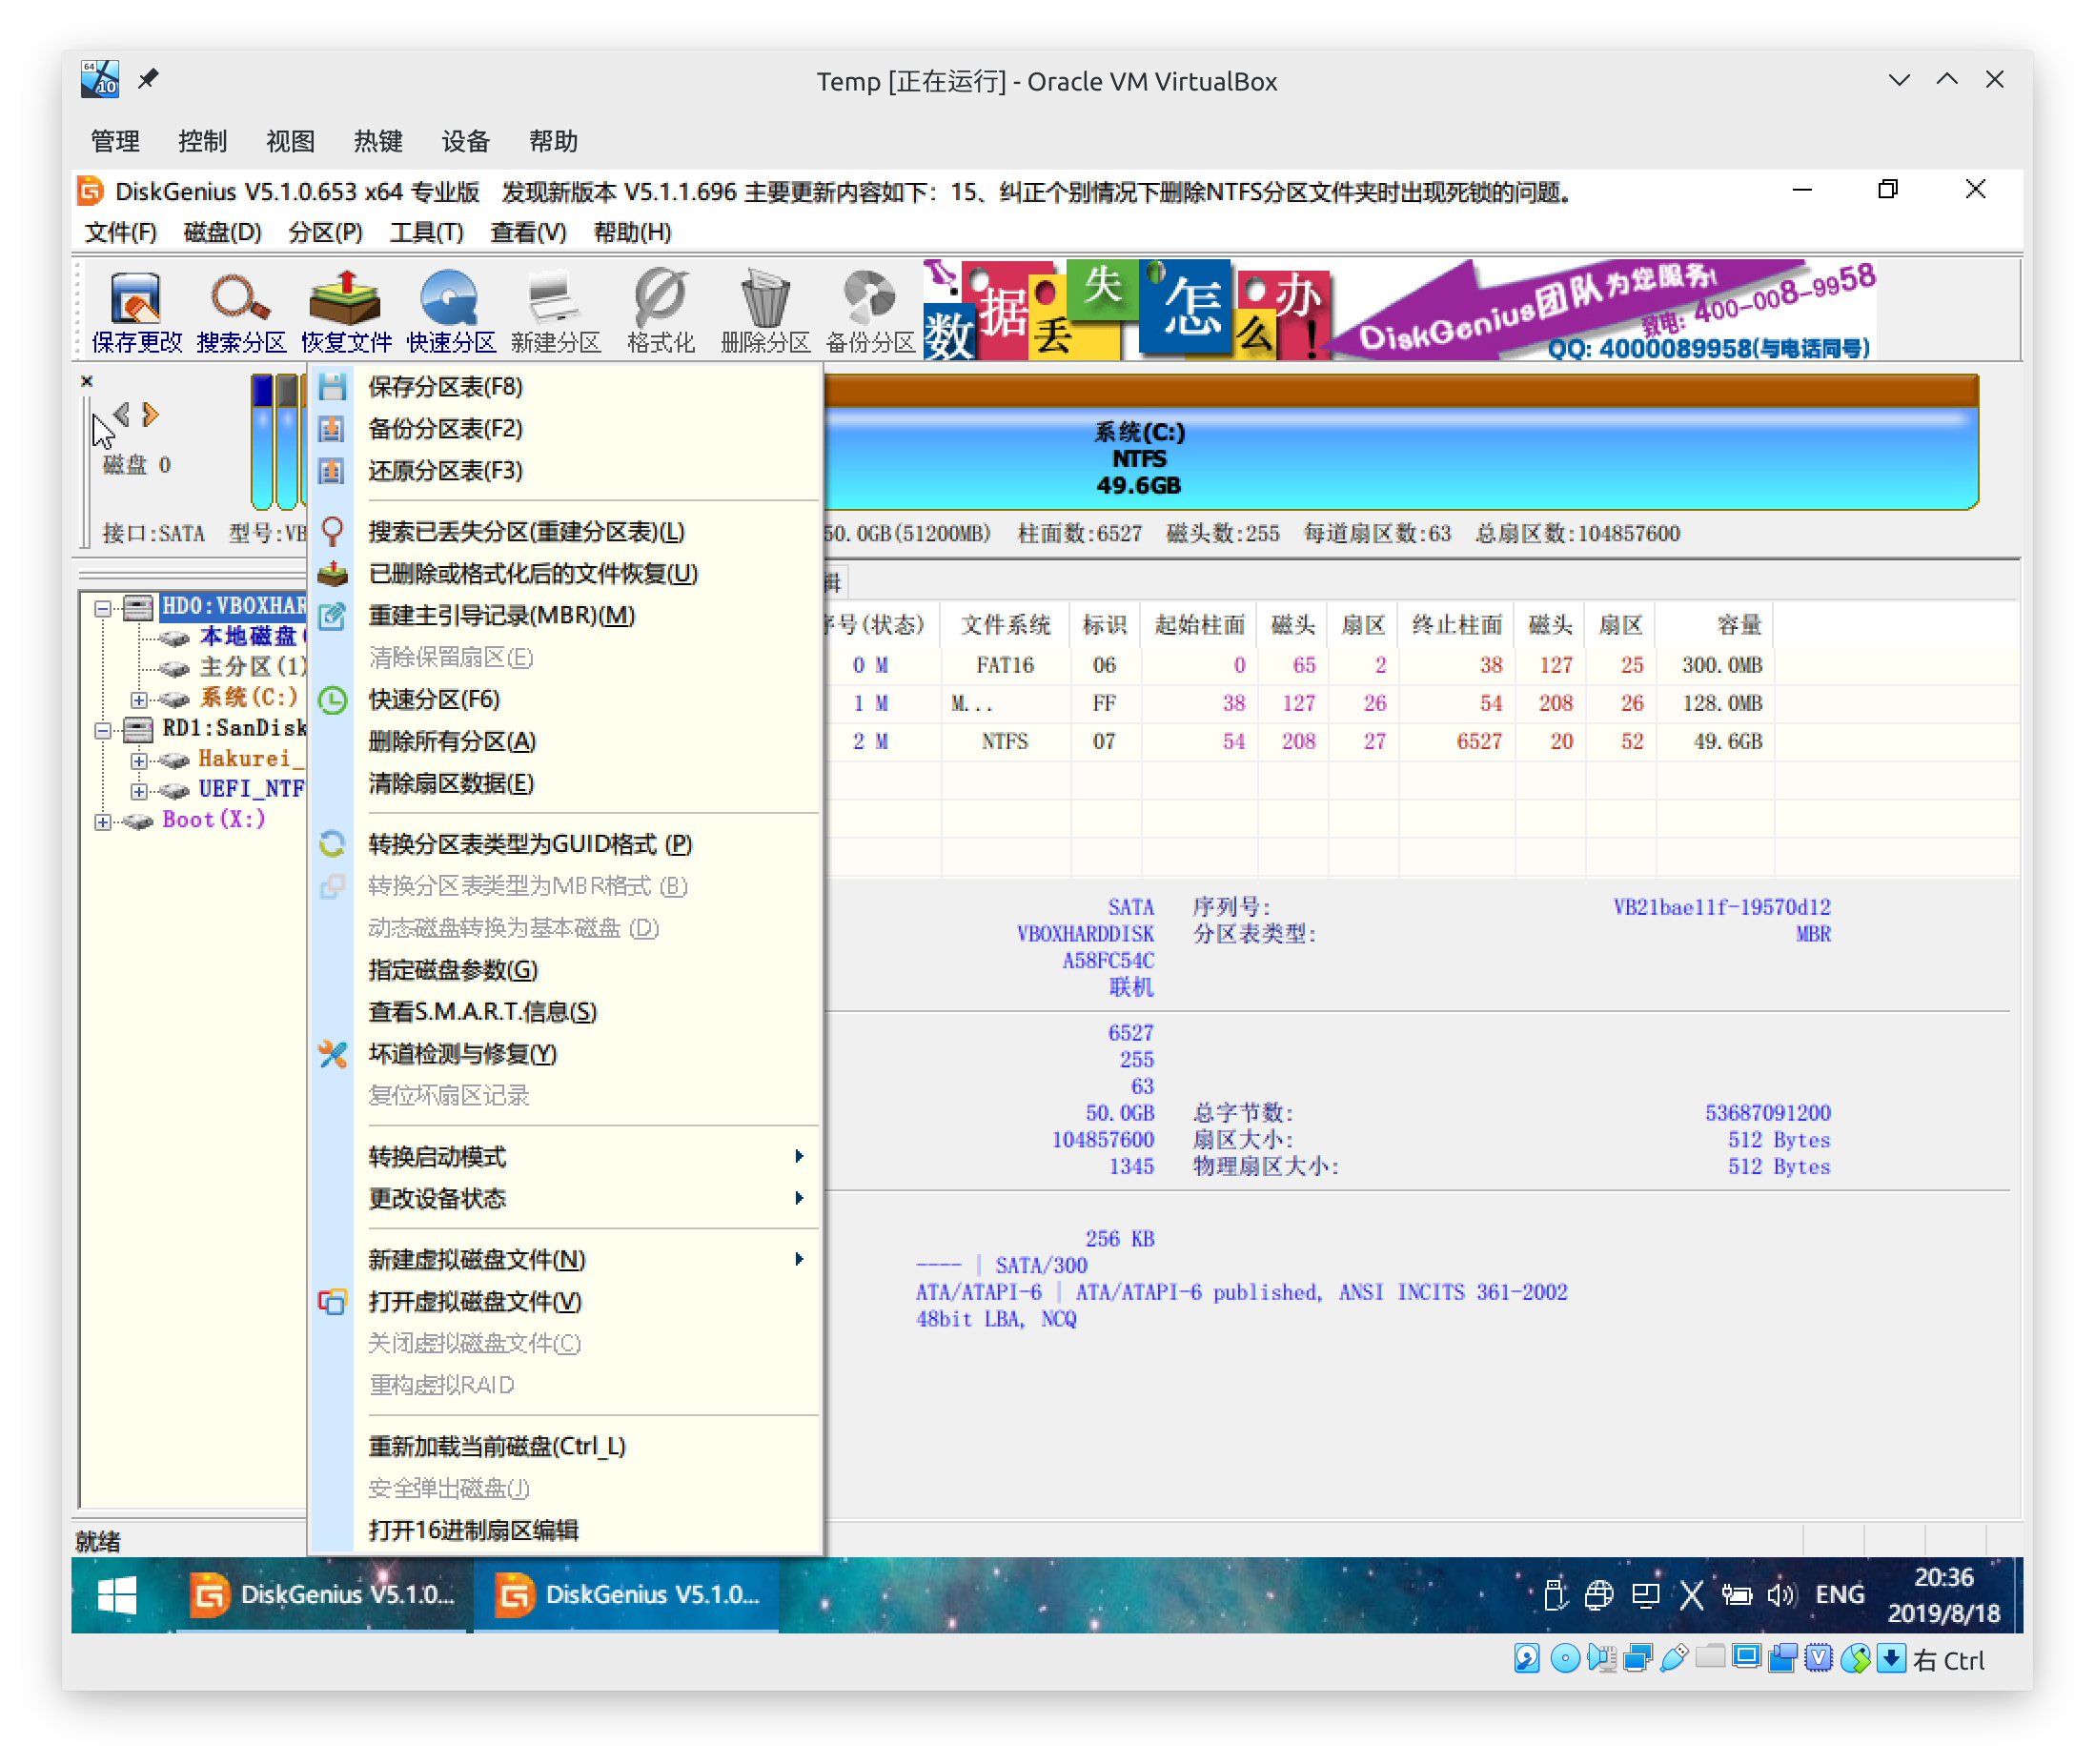 Temp [正在运行] - Oracle VM VirtualBox
管理 控制 视图 热键 设备 帮助
DiskGenius V5.1.0.653 x64 专业版 发现新版本 V5.1.1.696 主要更新内容如下：15、纠正个别情况下删除NTFS分区文件夹时出现死锁的问题。
文件(F) 磁盘(D) 分区(P) 工具(T) 查看(V) 帮助(H)
保存更改 搜索分区 恢复文件 快速分区 新建分区 格式化 删除分区 备份分区
数据丢失怎么办!
DiskGenius团队为您服务!
致电: 400-008-9958
QQ: 4000089958(与电话同号)
磁盘 0
系统(C:)
NTFS
49.6GB
接口:SATA 型号:VB
50.0GB(51200MB) 柱面数:6527 磁头数:255 每道扇区数:63 总扇区数:104857600
HD0:VBOXHAR
本地磁盘(
主分区(1)
系统(C:)
RD1:SanDisk
Hakurei_
UEFI_NTF
Boot(X:)
保存分区表(F8)
备份分区表(F2)
还原分区表(F3)
搜索已丢失分区(重建分区表)(L)
已删除或格式化后的文件恢复(U)
重建主引导记录(MBR)(M)
清除保留扇区(E)
快速分区(F6)
删除所有分区(A)
清除扇区数据(E)
转换分区表类型为GUID格式 (P)
转换分区表类型为MBR格式 (B)
动态磁盘转换为基本磁盘 (D)
指定磁盘参数(G)
查看S.M.A.R.T.信息(S)
坏道检测与修复(Y)
复位坏扇区记录
转换启动模式
更改设备状态
新建虚拟磁盘文件(N)
打开虚拟磁盘文件(V)
关闭虚拟磁盘文件(C)
重构虚拟RAID
重新加载当前磁盘(Ctrl_L)
安全弹出磁盘(J)
打开16进制扇区编辑
辑
序号(状态) 文件系统 标识 起始柱面 磁头 扇区 终止柱面 磁头 扇区 容量
0 M FAT16 06 0 65 2 38 127 25 300.0MB
1 M M... FF 38 127 26 54 208 26 128.0MB
2 M NTFS 07 54 208 27 6527 20 52 49.6GB
SATA 序列号: VB21bae11f-19570d12
VBOXHARDDISK 分区表类型: MBR
A58FC54C
联机
6527
255
63
50.0GB 总字节数: 53687091200
104857600 扇区大小: 512 Bytes
1345 物理扇区大小: 512 Bytes
256 KB
---- | SATA/300
ATA/ATAPI-6 | ATA/ATAPI-6 published, ANSI INCITS 361-2002
48bit LBA, NCQ
就绪
DiskGenius V5.1.0... DiskGenius V5.1.0... ENG 20:36
2019/8/18
右 Ctrl